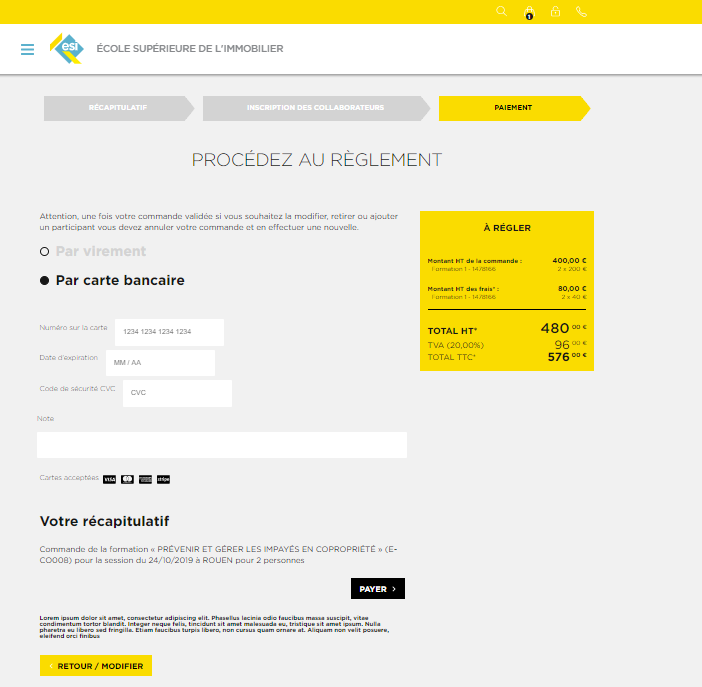 1
esi
ÉCOLE SUPÉRIEURE DE L'IMMOBILIER
RÉCAPITULATIF
INSCRIPTION DES COLLABORATEURS
PAIEMENT
PROCÉDEZ AU RÈGLEMENT
Attention, une fois votre commande validée si vous souhaitez la modifier, retirer ou ajouter
un participant vous devez annuler votre commande et en effectuer une nouvelle.
Par virement
Par carte bancaire
Numéro sur la carte
1234 1234 1234 1234
Date d'expiration
MM / AA
Code de sécurité CVC
CVC
Note
Cartes acceptées
VISA
stripe
À RÉGLER
Montant HT de la commande : 400,00 €
Formation 1 - 1478166 2 x 200 €
Montant HT des frais* : 80,00 €
Formation 1 - 1478166 2 x 40 €
TOTAL HT* 480 00 €
TVA (20,00%) 96 00 €
TOTAL TTC* 576 00 €
Votre récapitulatif
Commande de la formation « PRÉVENIR ET GÉRER LES IMPAYÉS EN COPROPRIÉTÉ » (E-
CO008) pour la session du 24/10/2019 à ROUEN pour 2 personnes
PAYER >
Lorem ipsum dolor sit amet, consectetur adipiscing elit. Phasellus lacinia odio faucibus massa suscipit, vitae
condimentum tortor blandit. Integer neque felis, tincidunt sit amet malesuada eu, tristique sit amet ipsum. Nulla
pharetra eu libero sed fringilla. Etiam faucibus turpis libero, non cursus quam ornare at. Aliquam non velit posuere,
eleifend orci finibus
< RETOUR / MODIFIER